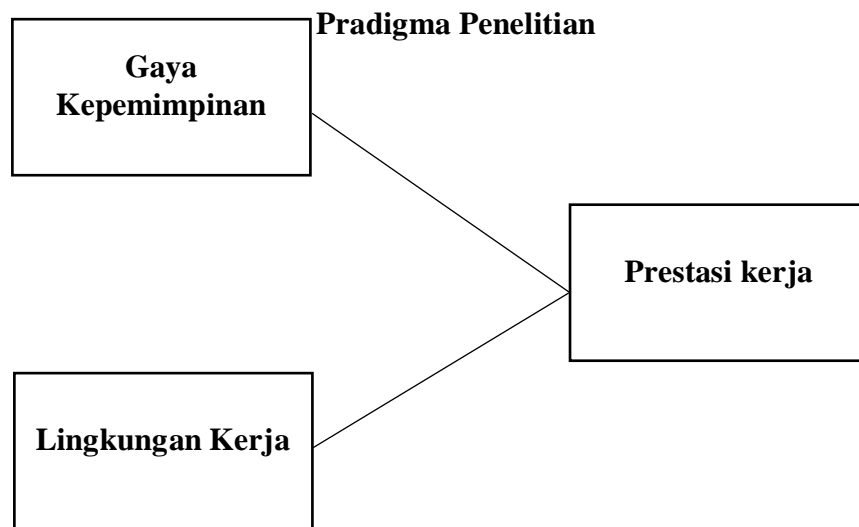 Pradigma Penelitian
Gaya
Kepemimpinan
Prestasi kerja
Lingkungan Kerja